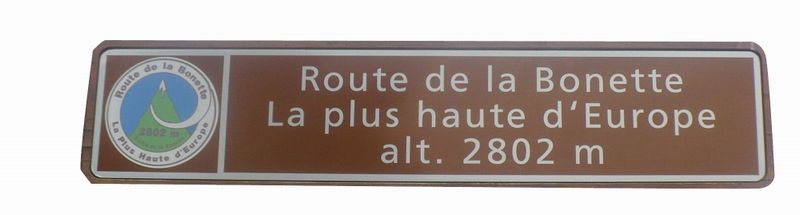 Route de la Bonette
2802 m
La Plus Haute d'Europe
Route de la Bonette
La plus haute d'Europe
alt. 2802 m